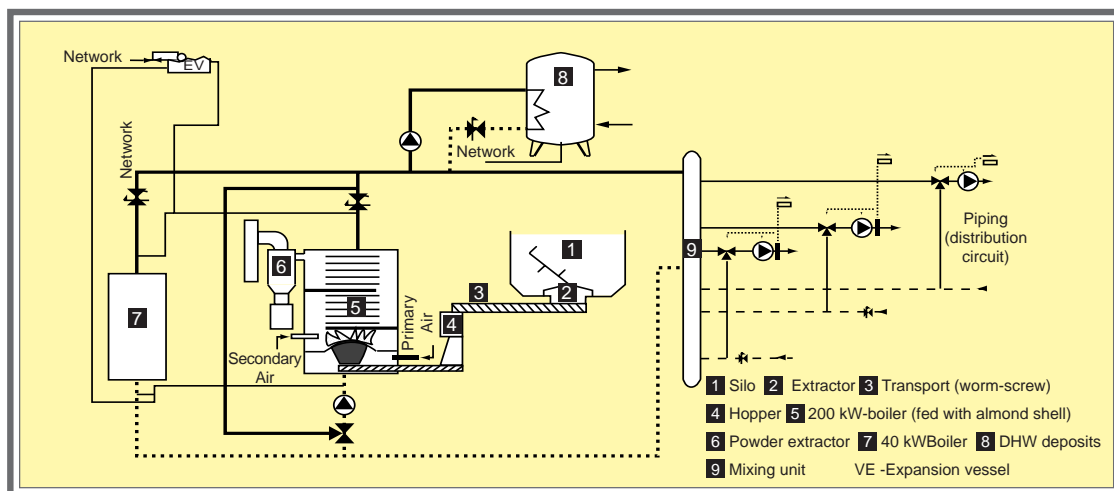 Network
EV
Network
8
Network
1
Piping
(distribution
circuit)
9
6
2
3
5
4
7
Primary
Air
Secondary
Air
1 Silo 2 Extractor 3 Transport (worm-screw)
4 Hopper 5 200 kW-boiler (fed with almond shell)
6 Powder extractor 7 40 kWBoiler 8 DHW deposits
9 Mixing unit VE -Expansion vessel